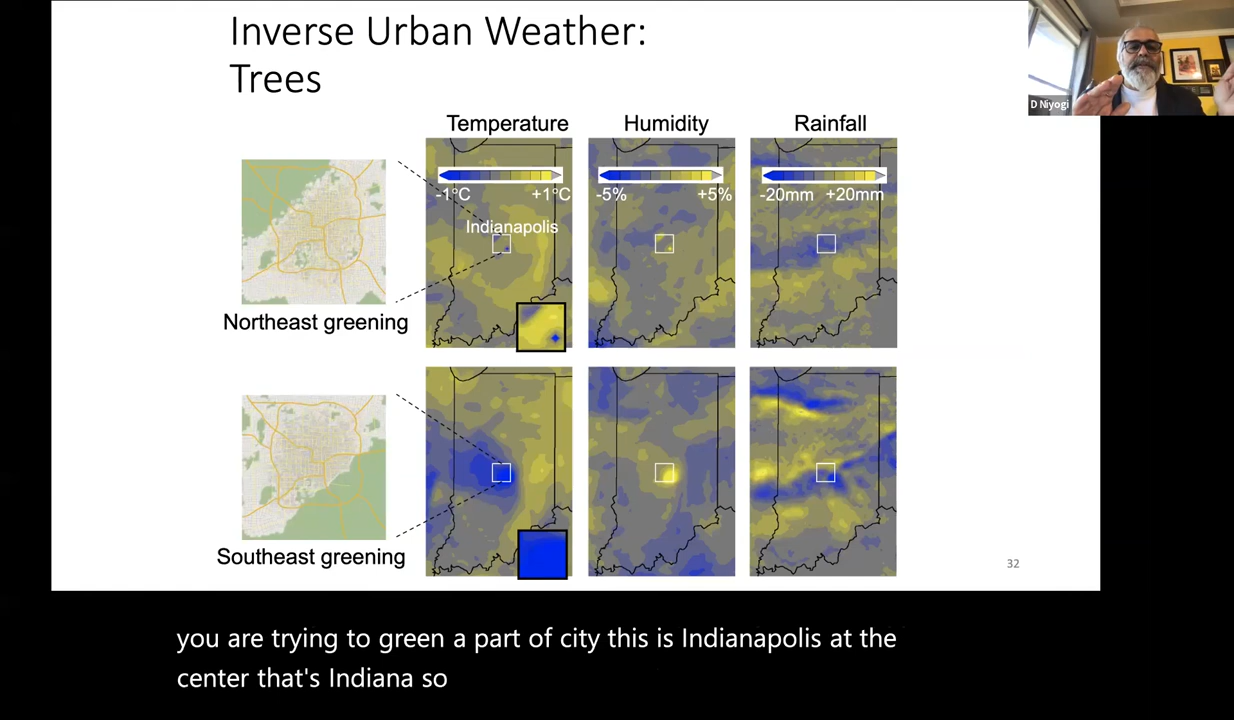 Inverse Urban Weather:
Trees
D Niyogi
Temperature
Humidity
Rainfall
-1°C
+1°C
-5%
+5%
-20mm
+20mm
Indianapolis
Northeast greening
Southeast greening
32
you are trying to green a part of city this is Indianapolis at the
center that's Indiana so